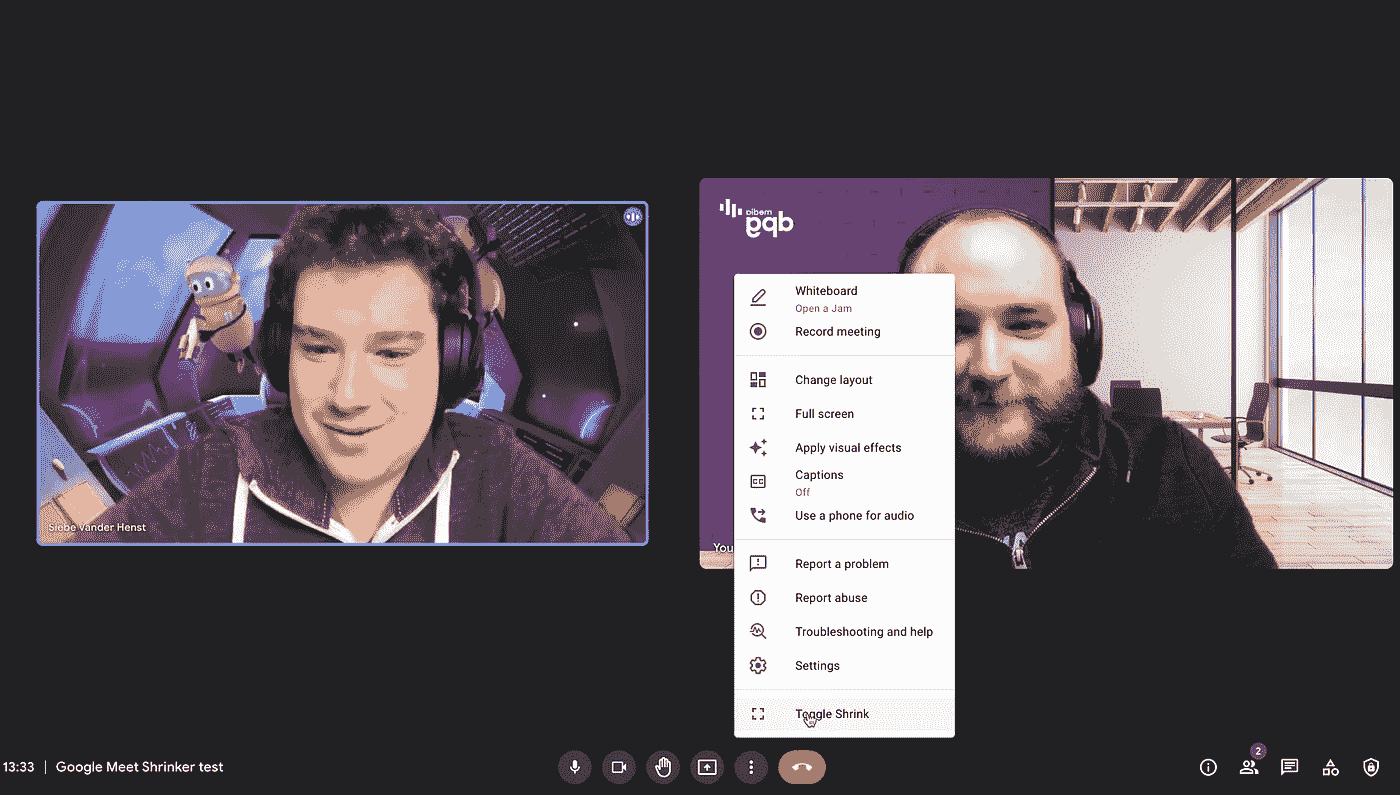 Siebe Vander Henst
You
Whiteboard
Open a Jam
Record meeting
Change layout
Full screen
Apply visual effects
CC
Captions
Off
Use a phone for audio
Report a problem
Report abuse
Troubleshooting and help
Settings
Toggle Shrink
13:33 | Google Meet Shrinker test
2